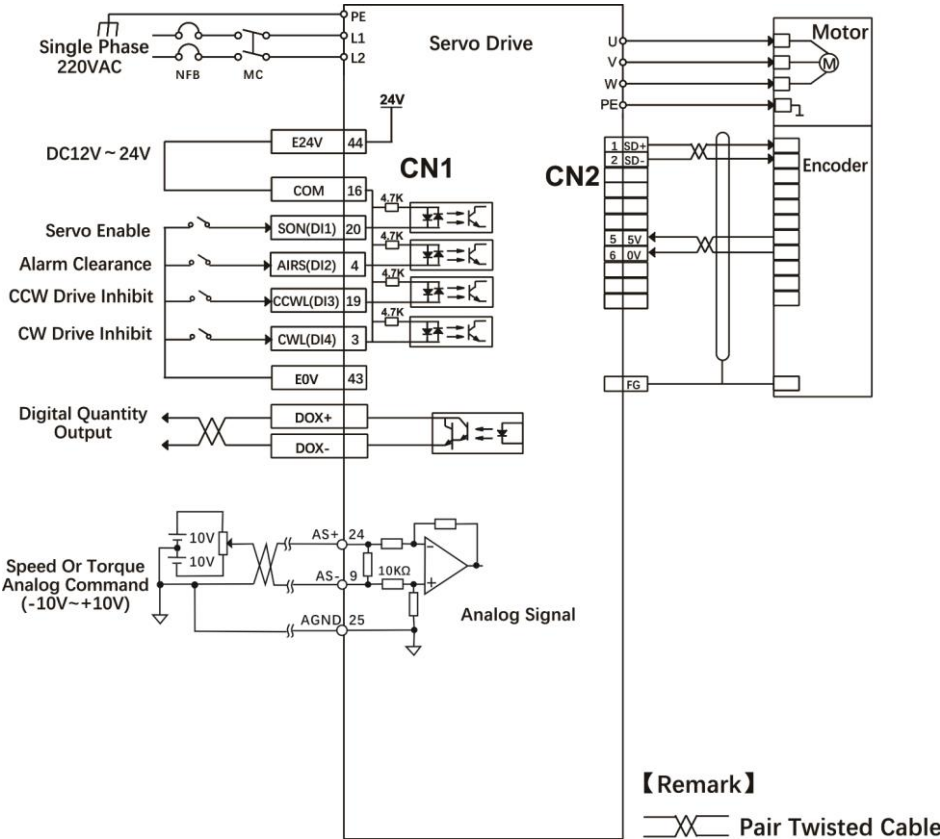 PE
Single Phase
220VAC
L1
L2
NFB
MC
Servo Drive
U
V
W
PE
Motor
M
24V
E24V 44
DC12V~24V
CN1
COM 16
4.7K
Servo Enable
SON(DI1) 20
4.7K
Alarm Clearance
AIRS(DI2) 4
4.7K
CCW Drive Inhibit
CCWL(DI3) 19
4.7K
CW Drive Inhibit
CWL(DI4) 3
E0V 43
CN2
1 SD+
2 SD-
5 5V
6 0V
FG
Encoder
Digital Quantity
Output
DOX+
DOX-
10V
10V
Speed Or Torque
Analog Command
(-10V~+10V)
AS+ 24
AS- 9
10KΩ
AGND 25
−
+
Analog Signal
【Remark】
Pair Twisted Cable